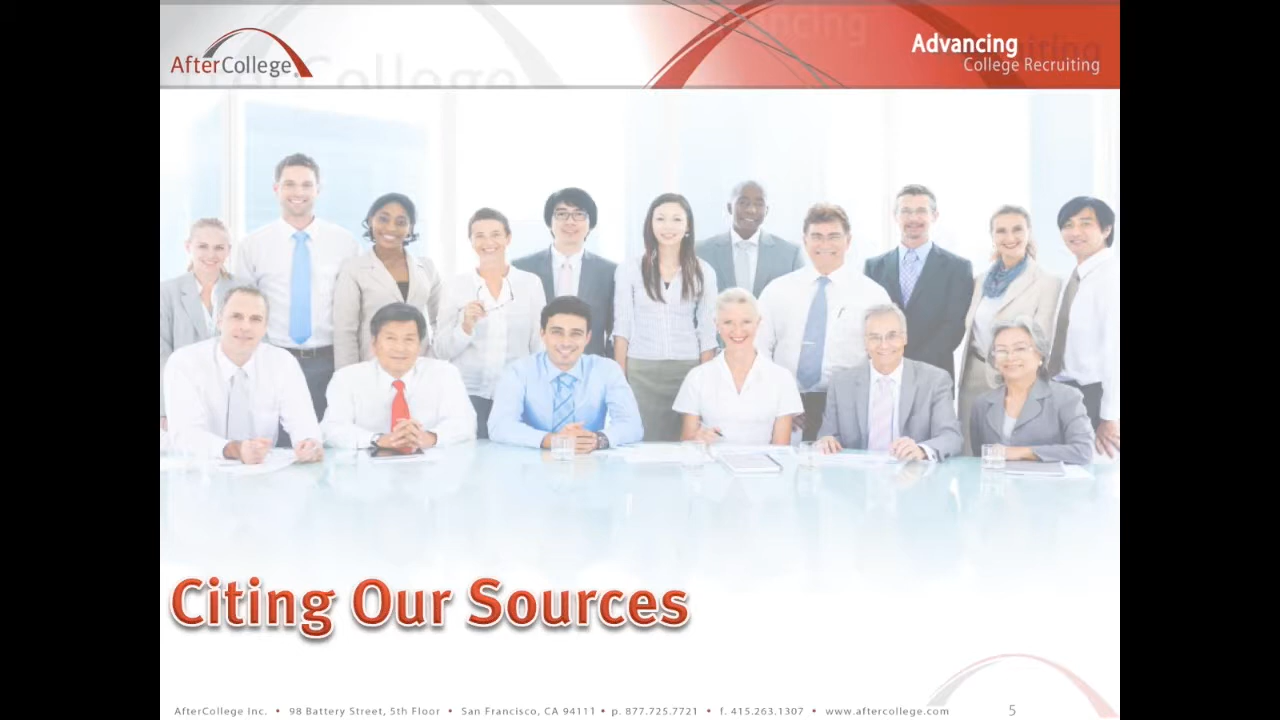 AfterCollege
Advancing
College Recruiting
Citing Our Sources
AfterCollege Inc. • 98 Battery Street, 5th Floor • San Francisco, CA 94111 • p. 877.725.7721 • f. 415.263.1307 • www.aftercollege.com
5